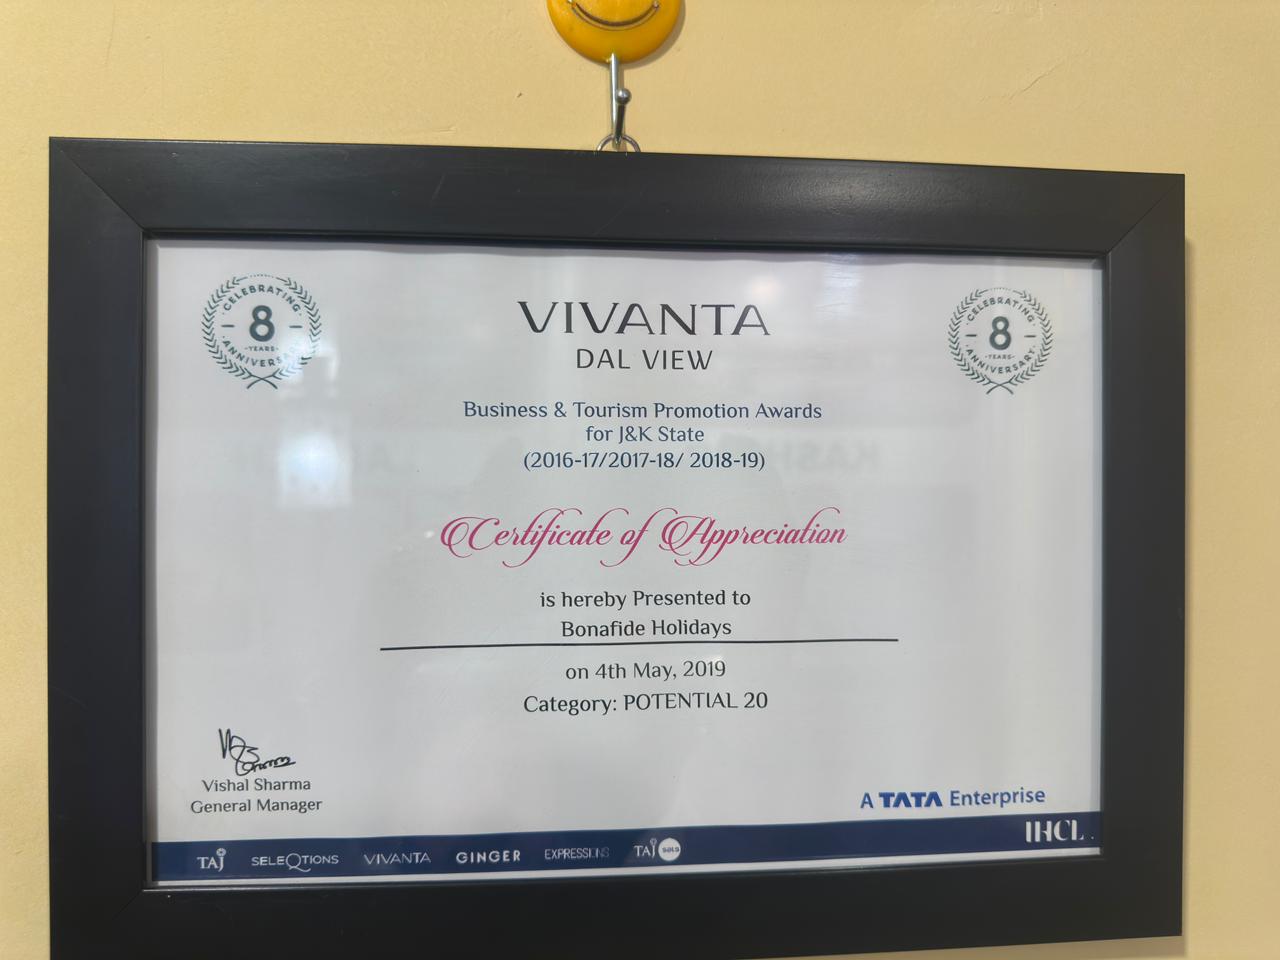 CELEBRATING
8
-YEARS-
ANNIVERSARY
VIVANTA
DAL VIEW
CELEBRATING
8
-YEARS-
ANNIVERSARY
Business & Tourism Promotion Awards
for J&K State
(2016-17/2017-18/ 2018-19)
Certificate of Appreciation
is hereby Presented to
Bonafide Holidays
on 4th May, 2019
Category: POTENTIAL 20
Vishal Sharma
General Manager
A TATA Enterprise
IHCL
TAJ
SELEQTIONS
VIVANTA
GINGER
EXPRESSIONS
TAJ sats